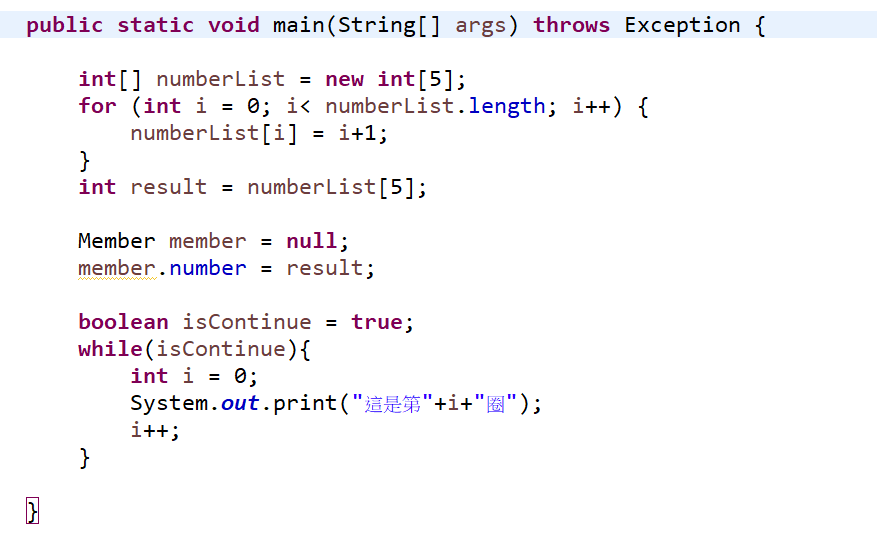 public static void main(String[] args) throws Exception {
int[] numberList = new int[5];
for (int i = 0; i< numberList.length; i++) {
numberList[i] = i+1;
}
int result = numberList[5];
Member member = null;
member.number = result;
boolean isContinue = true;
while(isContinue){
int i = 0;
System.out.print("這是第"+i+"圈");
i++;
}
}